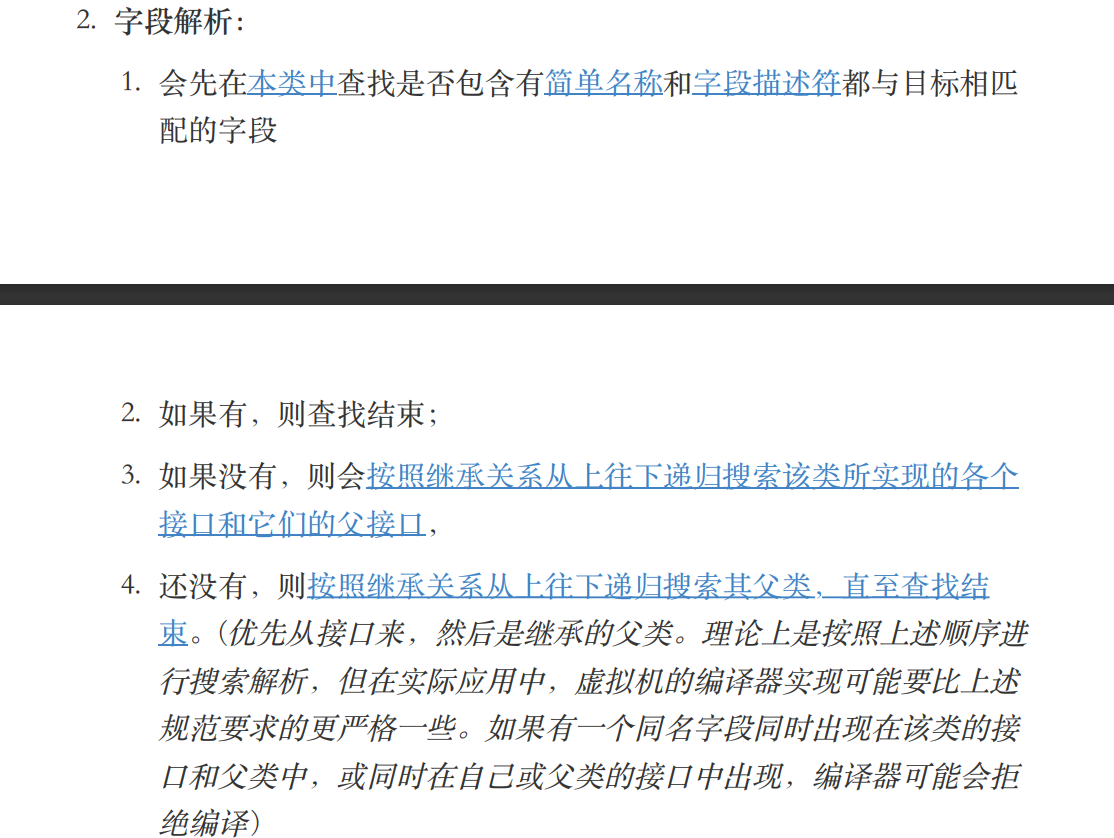 2. 字段解析：
1. 会先在本类中查找是否包含有简单名称和字段描述符都与目标相匹
配的字段
2. 如果有，则查找结束；
3. 如果没有，则会按照继承关系从上往下递归搜索该类所实现的各个
接口和它们的父接口，
4. 还没有，则按照继承关系从上往下递归搜索其父类，直至查找结
束。（优先从接口来，然后是继承的父类。理论上是按照上述顺序进
行搜索解析，但在实际应用中，虚拟机的编译器实现可能要比上述
规范要求的更严格一些。如果有一个同名字段同时出现在该类的接
口和父类中，或同时在自己或父类的接口中出现，编译器可能会拒
绝编译）